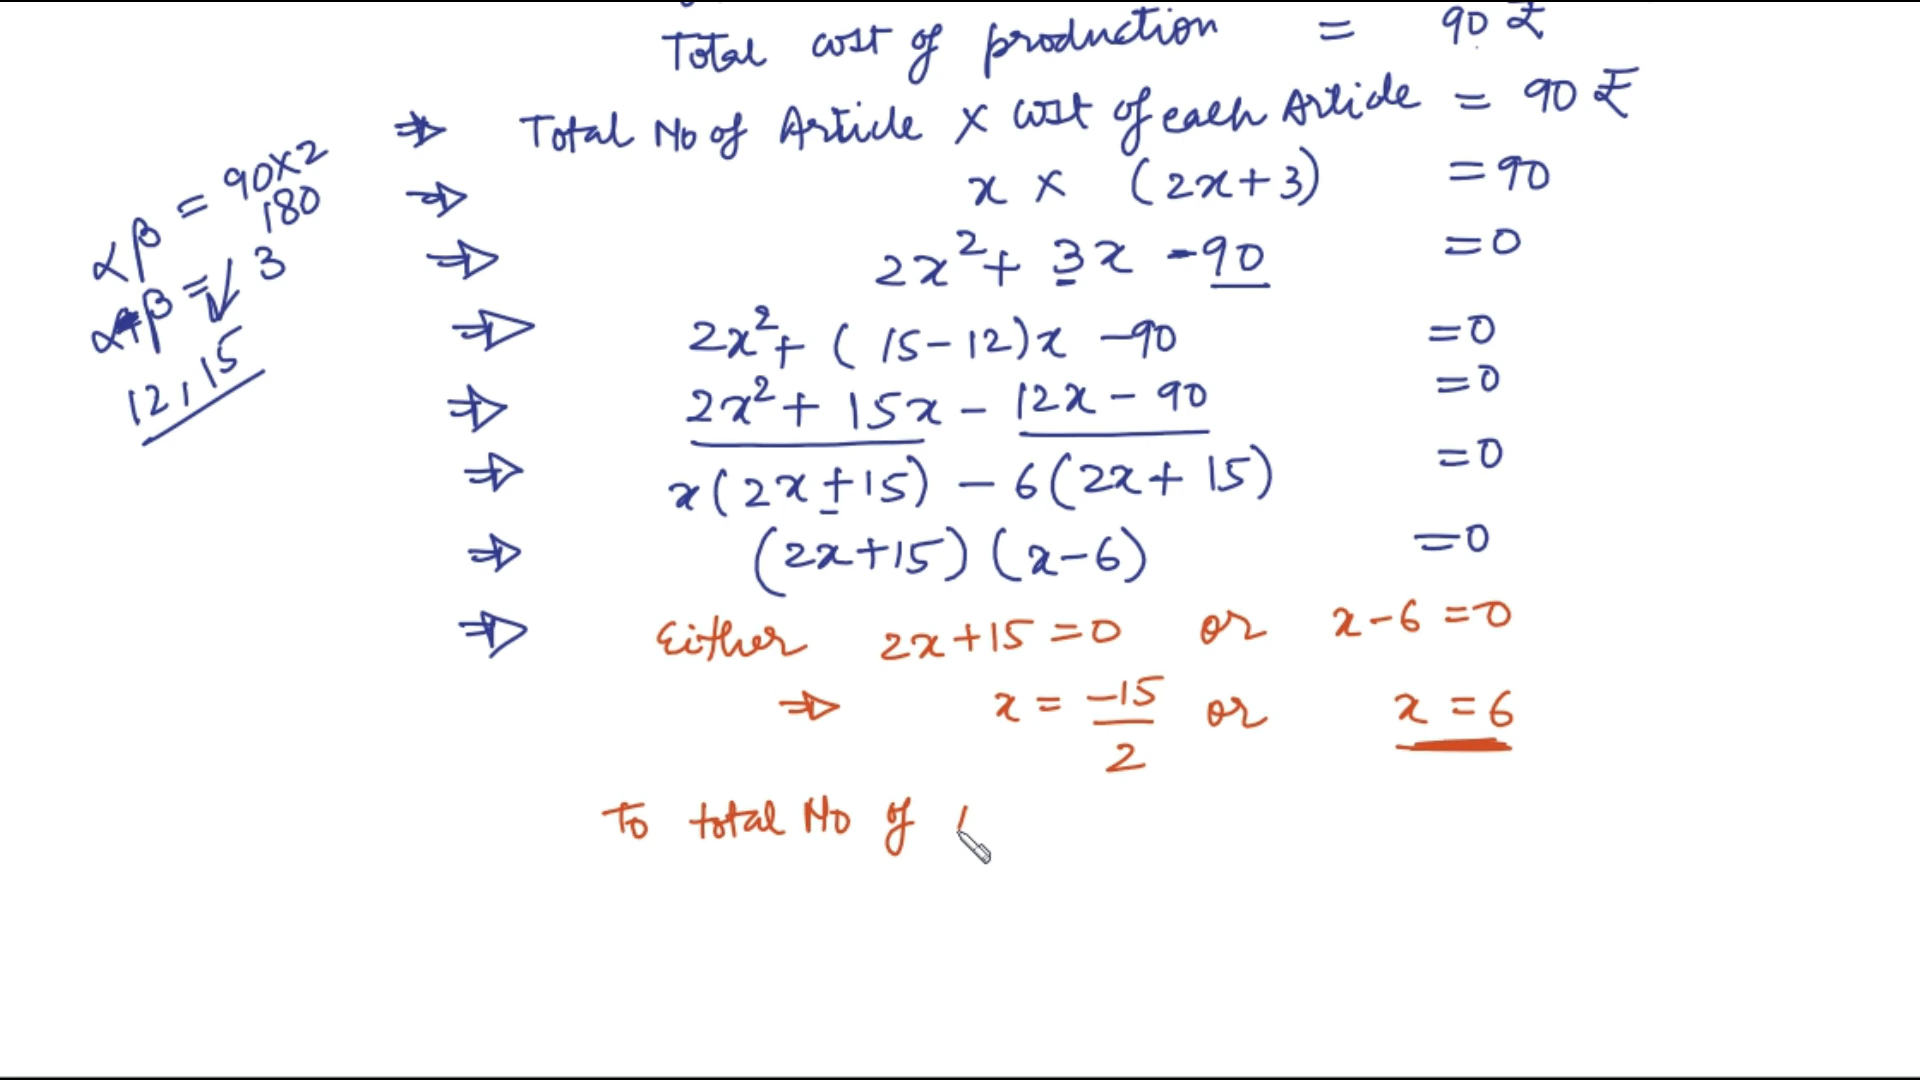 Total cost of production = 90 ₹
⇒ Total No of Article × cost of each Article = 90 ₹
⇒ x × (2x+3) = 90
⇒ 2x² + 3x - 90 = 0
⇒ 2x² + ( 15-12)x - 90 = 0
⇒ 2x² + 15x - 12x - 90 = 0
⇒ x(2x+15) - 6(2x+15) = 0
⇒ (2x+15) (x-6) = 0
⇒ Either 2x+15=0 or x-6=0
⇒ x = -15/2 or x = 6
To total No of
αβ = 90×2
180
β = 3
12, 15